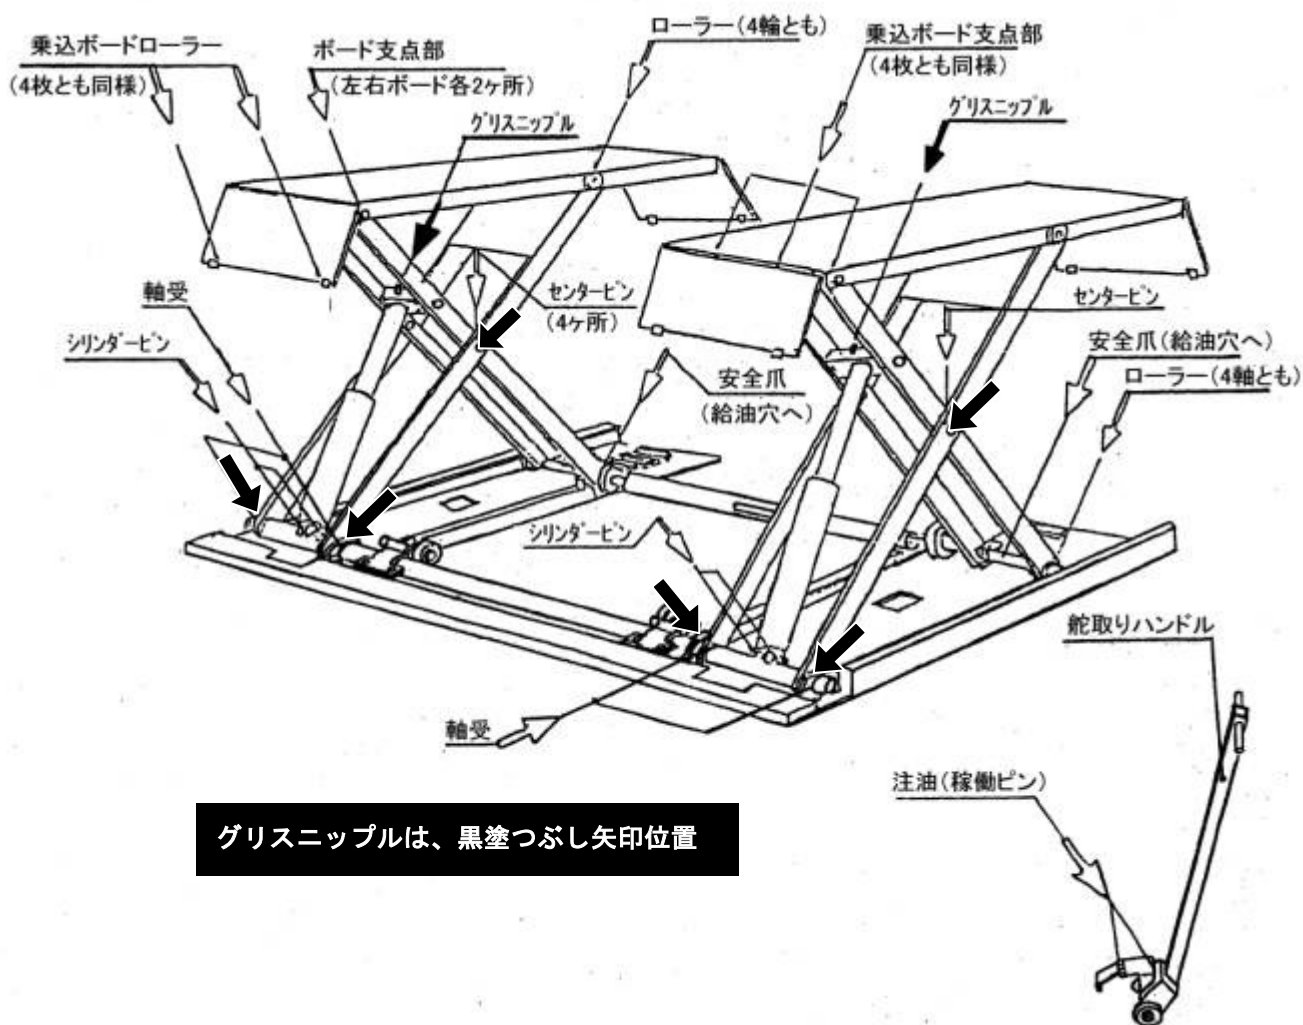 乗込ボードローラー
(4枚とも同様)
ボード支点部
(左右ボード各2ヶ所)
グリスニップル
ローラー(4輪とも)
乗込ボード支点部
(4枚とも同様)
グリスニップル
軸受
シリンダーピン
センターピン
(4ヶ所)
安全爪
(給油穴へ)
センターピン
安全爪(給油穴へ)
ローラー(4軸とも)
シリンダーピン
軸受
舵取りハンドル
注油(稼働ピン)
グリスニップルは、黒塗つぶし矢印位置